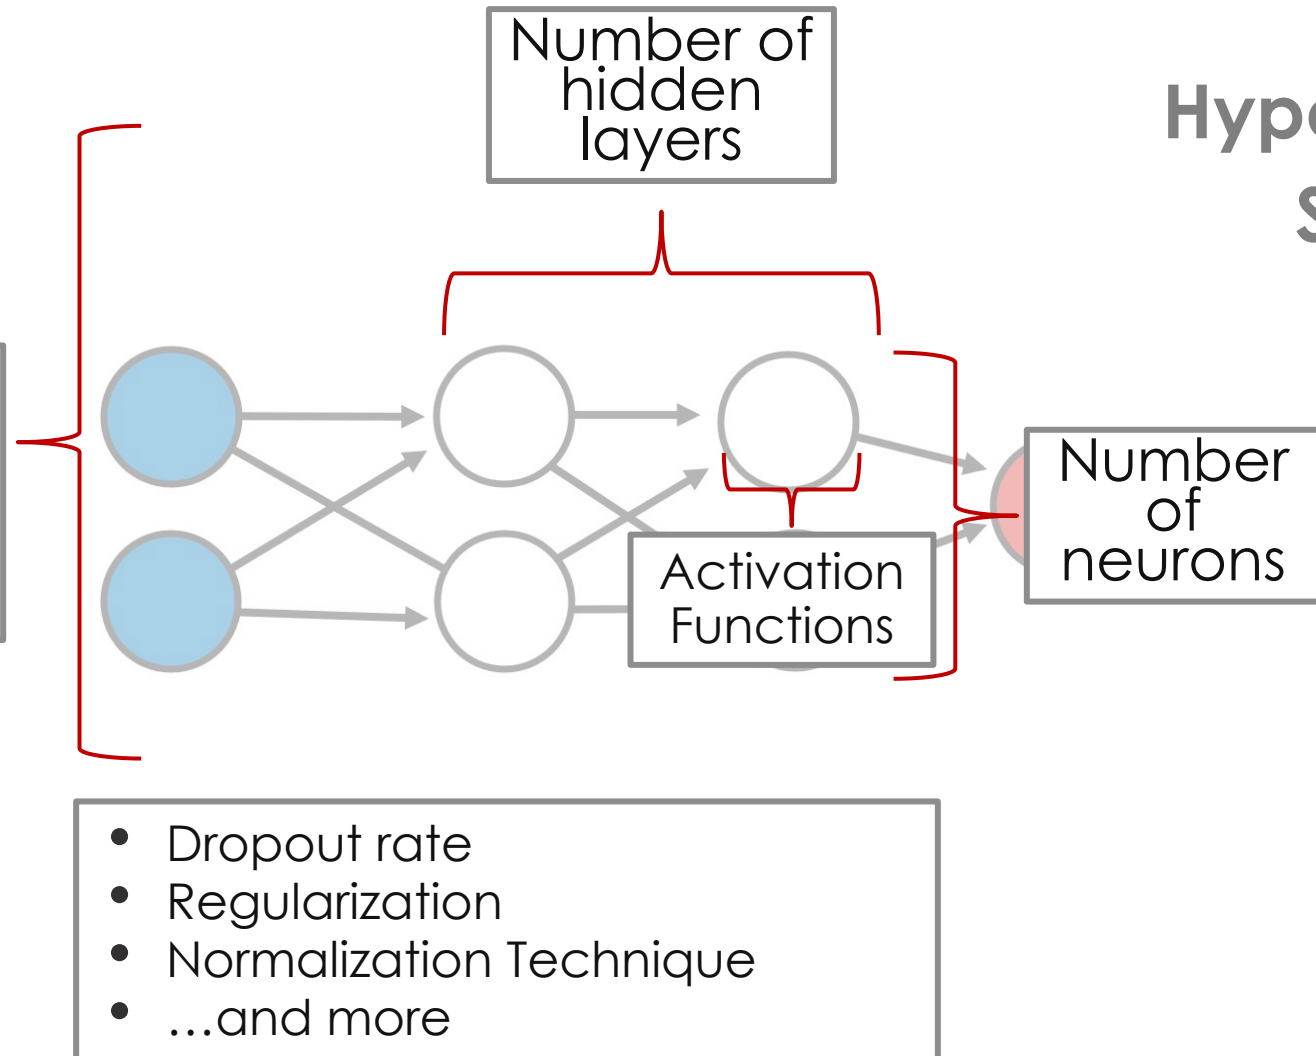 Number of
hidden
layers
Number
of
neurons
Activation
Functions
• Dropout rate
• Regularization
• Normalization Technique
• ...and more